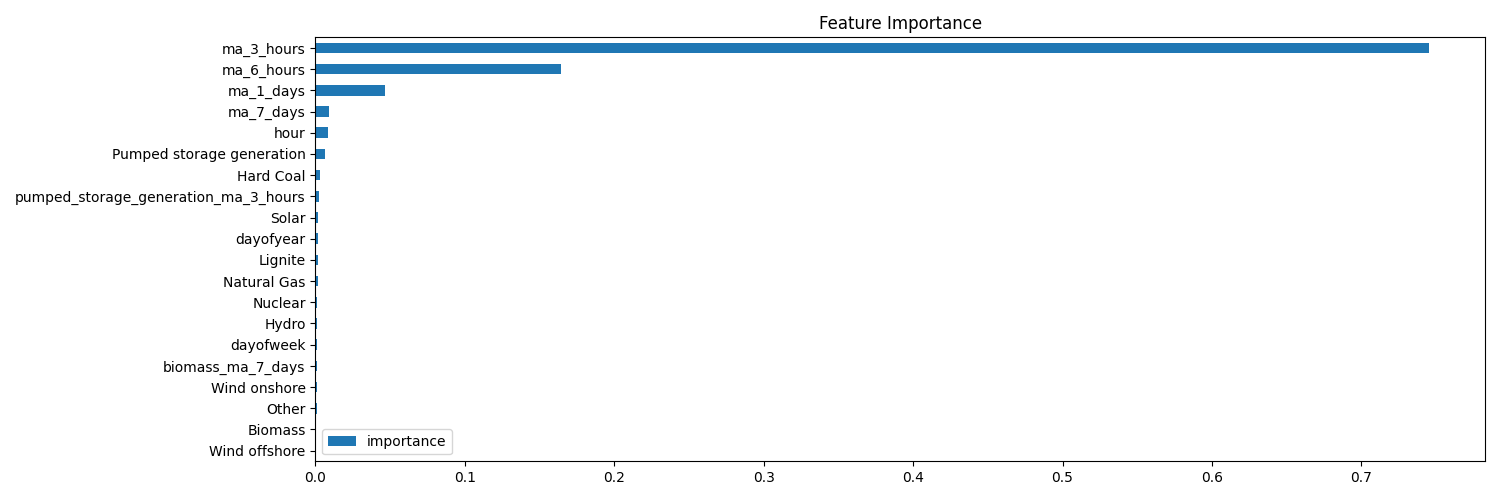 Feature Importance
ma_3_hours
ma_6_hours
ma_1_days
ma_7_days
hour
Pumped storage generation
Hard Coal
pumped_storage_generation_ma_3_hours
Solar
dayofyear
Lignite
Natural Gas
Nuclear
Hydro
dayofweek
biomass_ma_7_days
Wind onshore
Other
Biomass
Wind offshore
importance
0.0 0.1 0.2 0.3 0.4 0.5 0.6 0.7